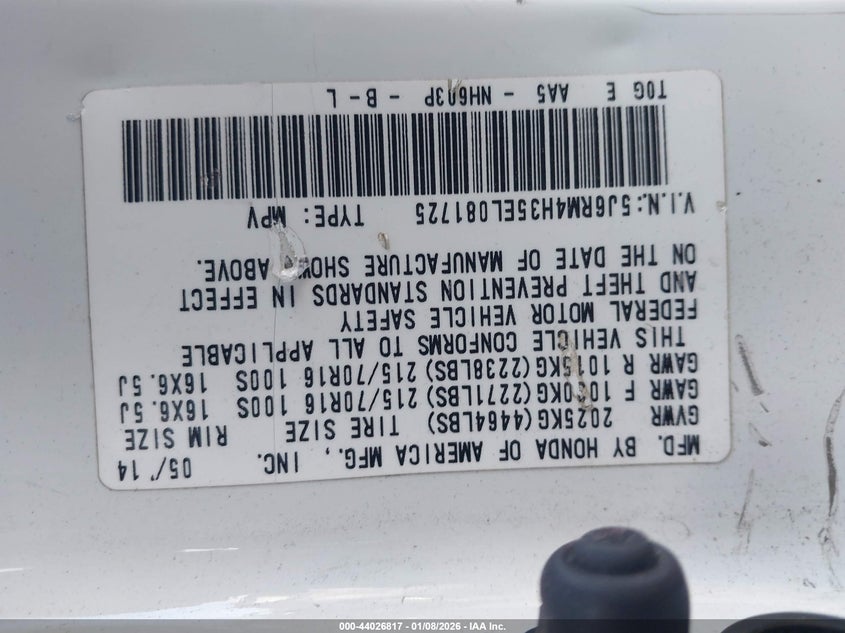 MFD. BY HONDA OF AMERICA MFG., INC. 05/'14
GVWR 2025KG(4464LBS) TIRE SIZE RIM SIZE
GAWR F 1030KG(2271LBS) 215/70R16 100S 16X6.5J
GAWR R 1015KG(2238LBS) 215/70R16 100S 16X6.5J
THIS VEHICLE CONFORMS TO ALL APPLICABLE
FEDERAL MOTOR VEHICLE SAFETY
AND THEFT PREVENTION STANDARDS IN EFFECT
ON THE DATE OF MANUFACTURE SHOWN ABOVE.
V.I.N:5J6RM4H35EL081725 TYPE: MPV
T0G E AA5 - NH603P - B - L
000-44026817 - 01/08/2026 - © IAA Inc.